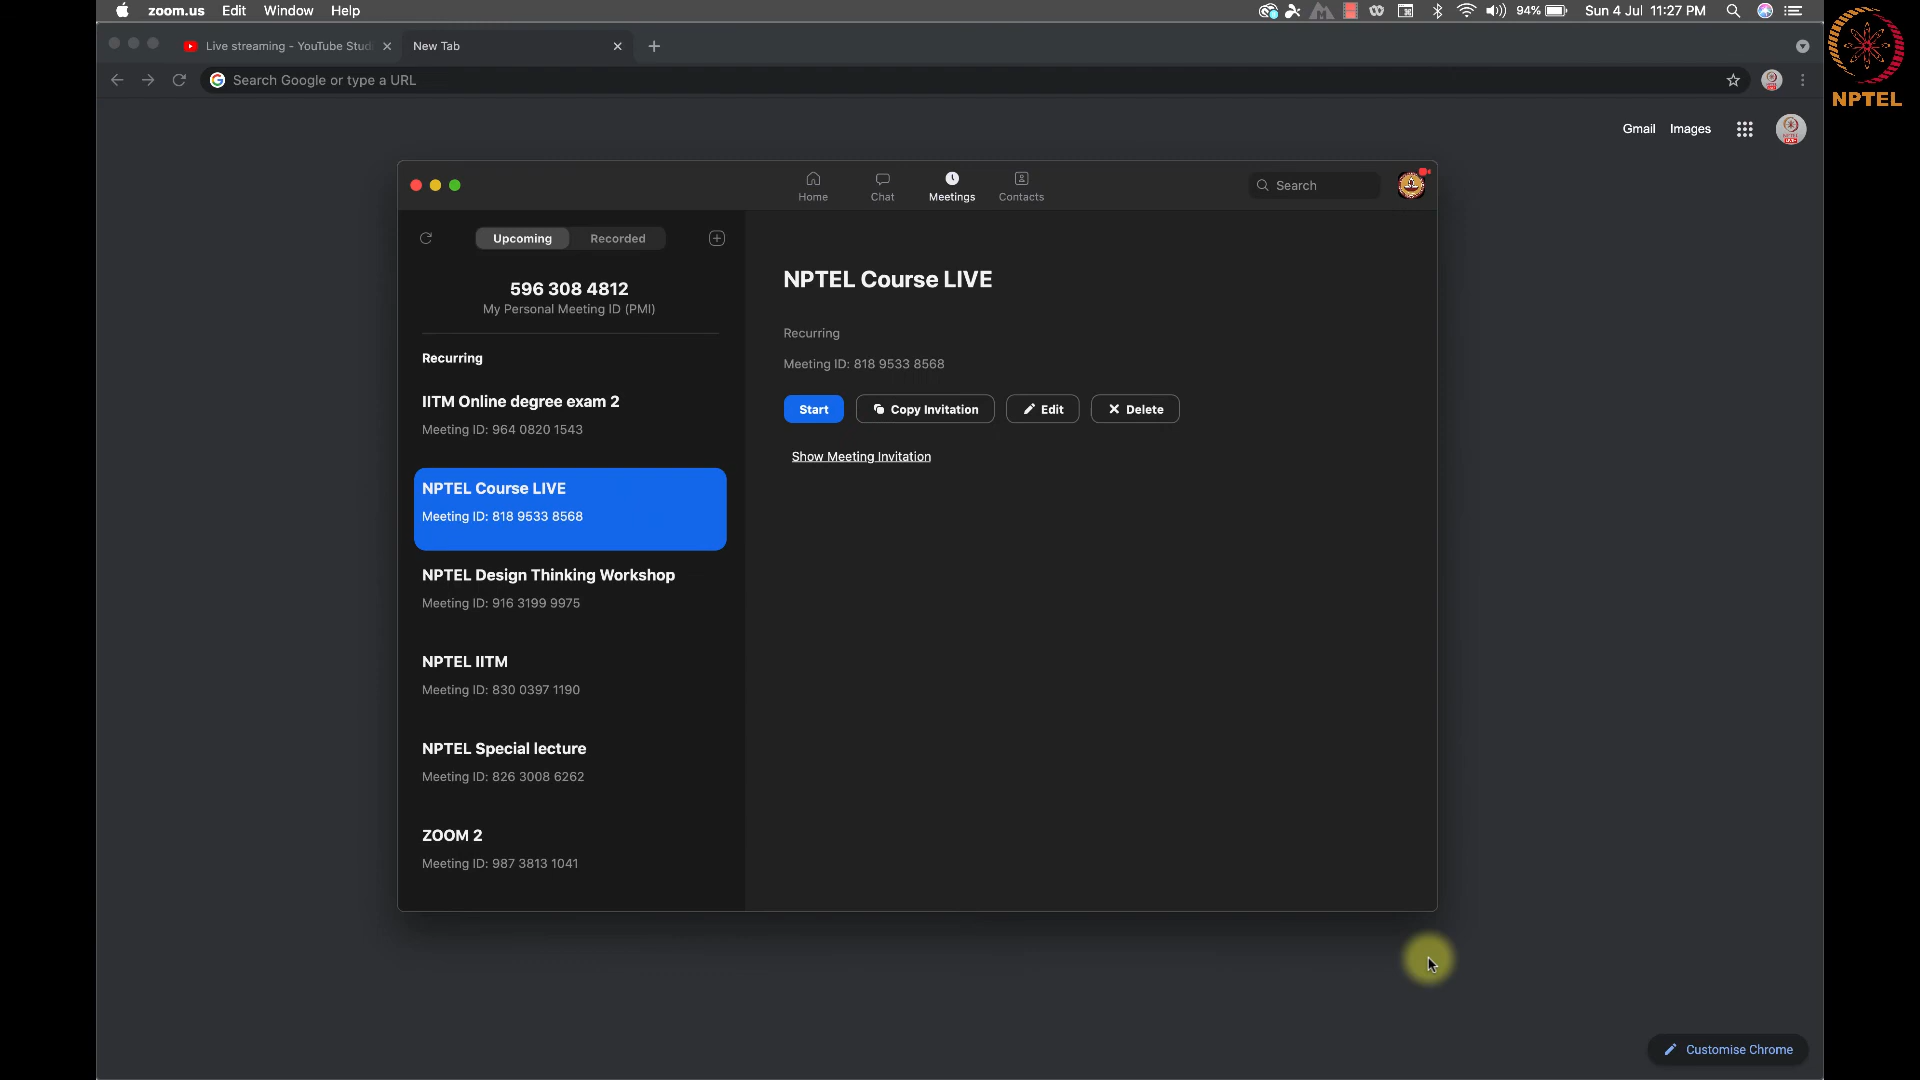 zoom.us Edit Window Help
94% Sun 4 Jul 11:27 PM
Live streaming - YouTube Stud
New Tab
Search Google or type a URL
NPTEL
Gmail Images
Home Chat Meetings Contacts
Search
Upcoming Recorded
596 308 4812
My Personal Meeting ID (PMI)
Recurring
IITM Online degree exam 2
Meeting ID: 964 0820 1543
NPTEL Course LIVE
Meeting ID: 818 9533 8568
NPTEL Design Thinking Workshop
Meeting ID: 916 3199 9975
NPTEL IITM
Meeting ID: 830 0397 1190
NPTEL Special lecture
Meeting ID: 826 3008 6262
ZOOM 2
Meeting ID: 987 3813 1041
NPTEL Course LIVE
Recurring
Meeting ID: 818 9533 8568
Start Copy Invitation Edit Delete
Show Meeting Invitation
Customise Chrome